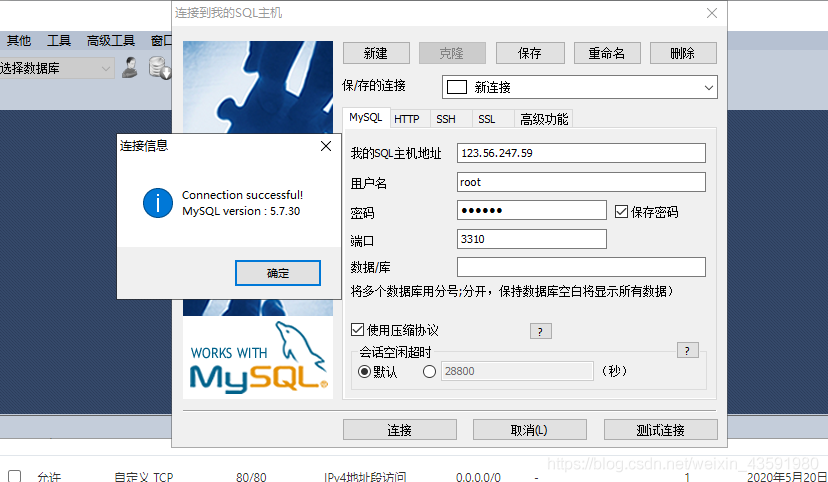 连接到我的SQL主机
其他 工具 高级工具 窗口
选择数据库
新建 克隆 保存 重命名 删除
保/存的连接 新连接
MySQL HTTP SSH SSL 高级功能
连接信息
Connection successful!
MySQL version : 5.7.30
确定
我的SQL主机地址 123.56.247.59
用户名 root
密码 ●●●●●● 保存密码
端口 3310
数据/库
将多个数据库用分号;分开，保持数据库空白将显示所有数据）
使用压缩协议 ?
会话空闲超时 ?
默认 28800 （秒）
WORKS WITH
MySQL®
连接 取消(L) 测试连接
https://blog.csdn.net/weixin_43591980
允许 自定义 TCP 80/80 IPv4地址段访问 0.0.0.0/0 - 1 2020年5月20日